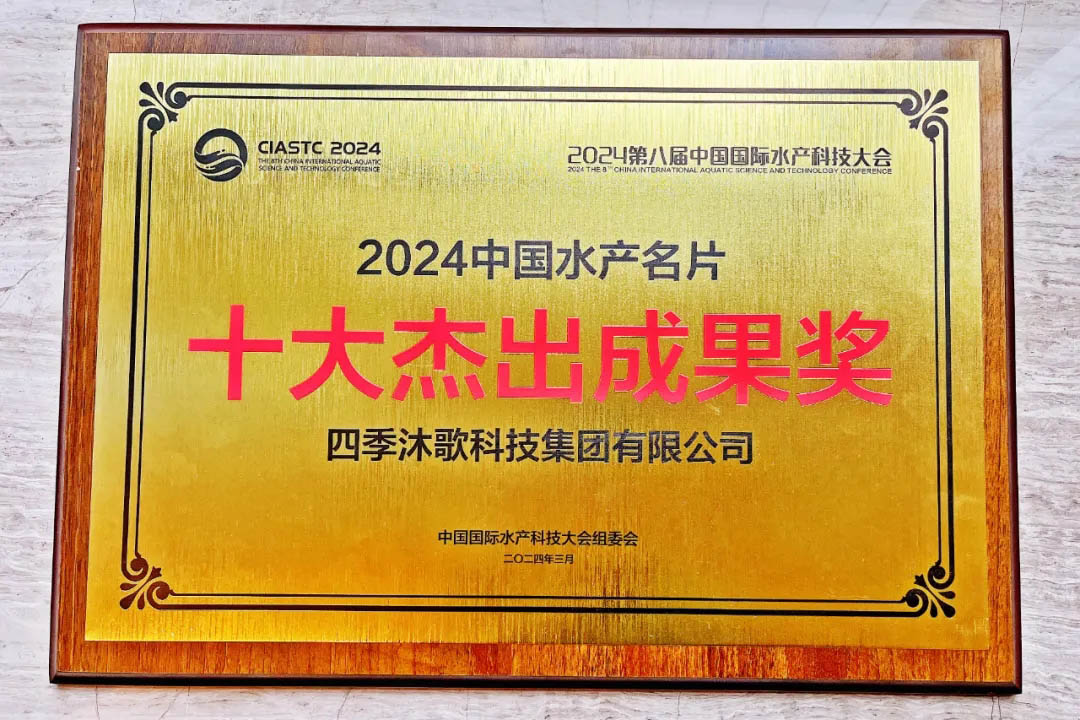 CIASTC 2024
THE 8TH CHINA INTERNATIONAL AQUATIC
SCIENCE AND TECHNOLOGY CONFERENCE
2024第八届中国国际水产科技大会
2024 THE 8TH CHINA INTERNATIONAL AQUATIC SCIENCE AND TECHNOLOGY CONFERENCE
2024中国水产名片
十大杰出成果奖
四季沐歌科技集团有限公司
中国国际水产科技大会组委会
二〇二四年三月